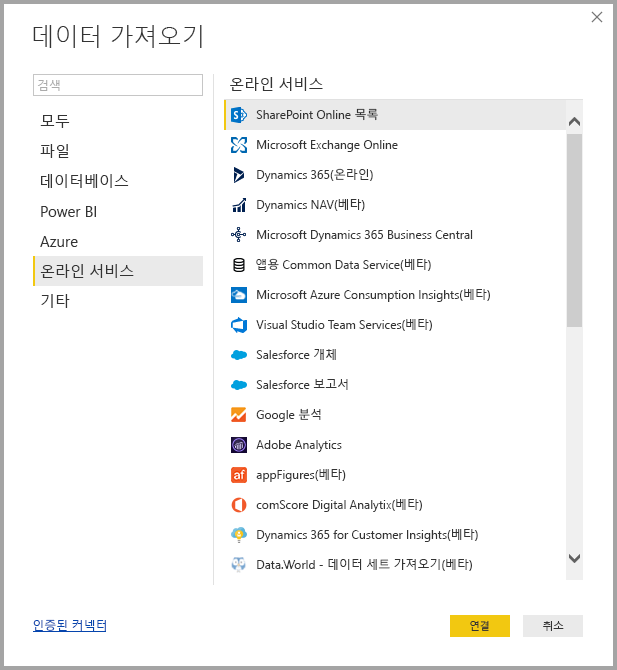 데이터 가져오기
검색
모두
파일
데이터베이스
Power BI
Azure
온라인 서비스
기타
온라인 서비스
SharePoint Online 목록
Microsoft Exchange Online
Dynamics 365(온라인)
Dynamics NAV(베타)
Microsoft Dynamics 365 Business Central
앱용 Common Data Service(베타)
Microsoft Azure Consumption Insights(베타)
Visual Studio Team Services(베타)
Salesforce 개체
Salesforce 보고서
Google 분석
Adobe Analytics
appFigures(베타)
comScore Digital Analytix(베타)
Dynamics 365 for Customer Insights(베타)
Data.World - 데이터 세트 가져오기(베타)
인증된 커넥터
연결
취소